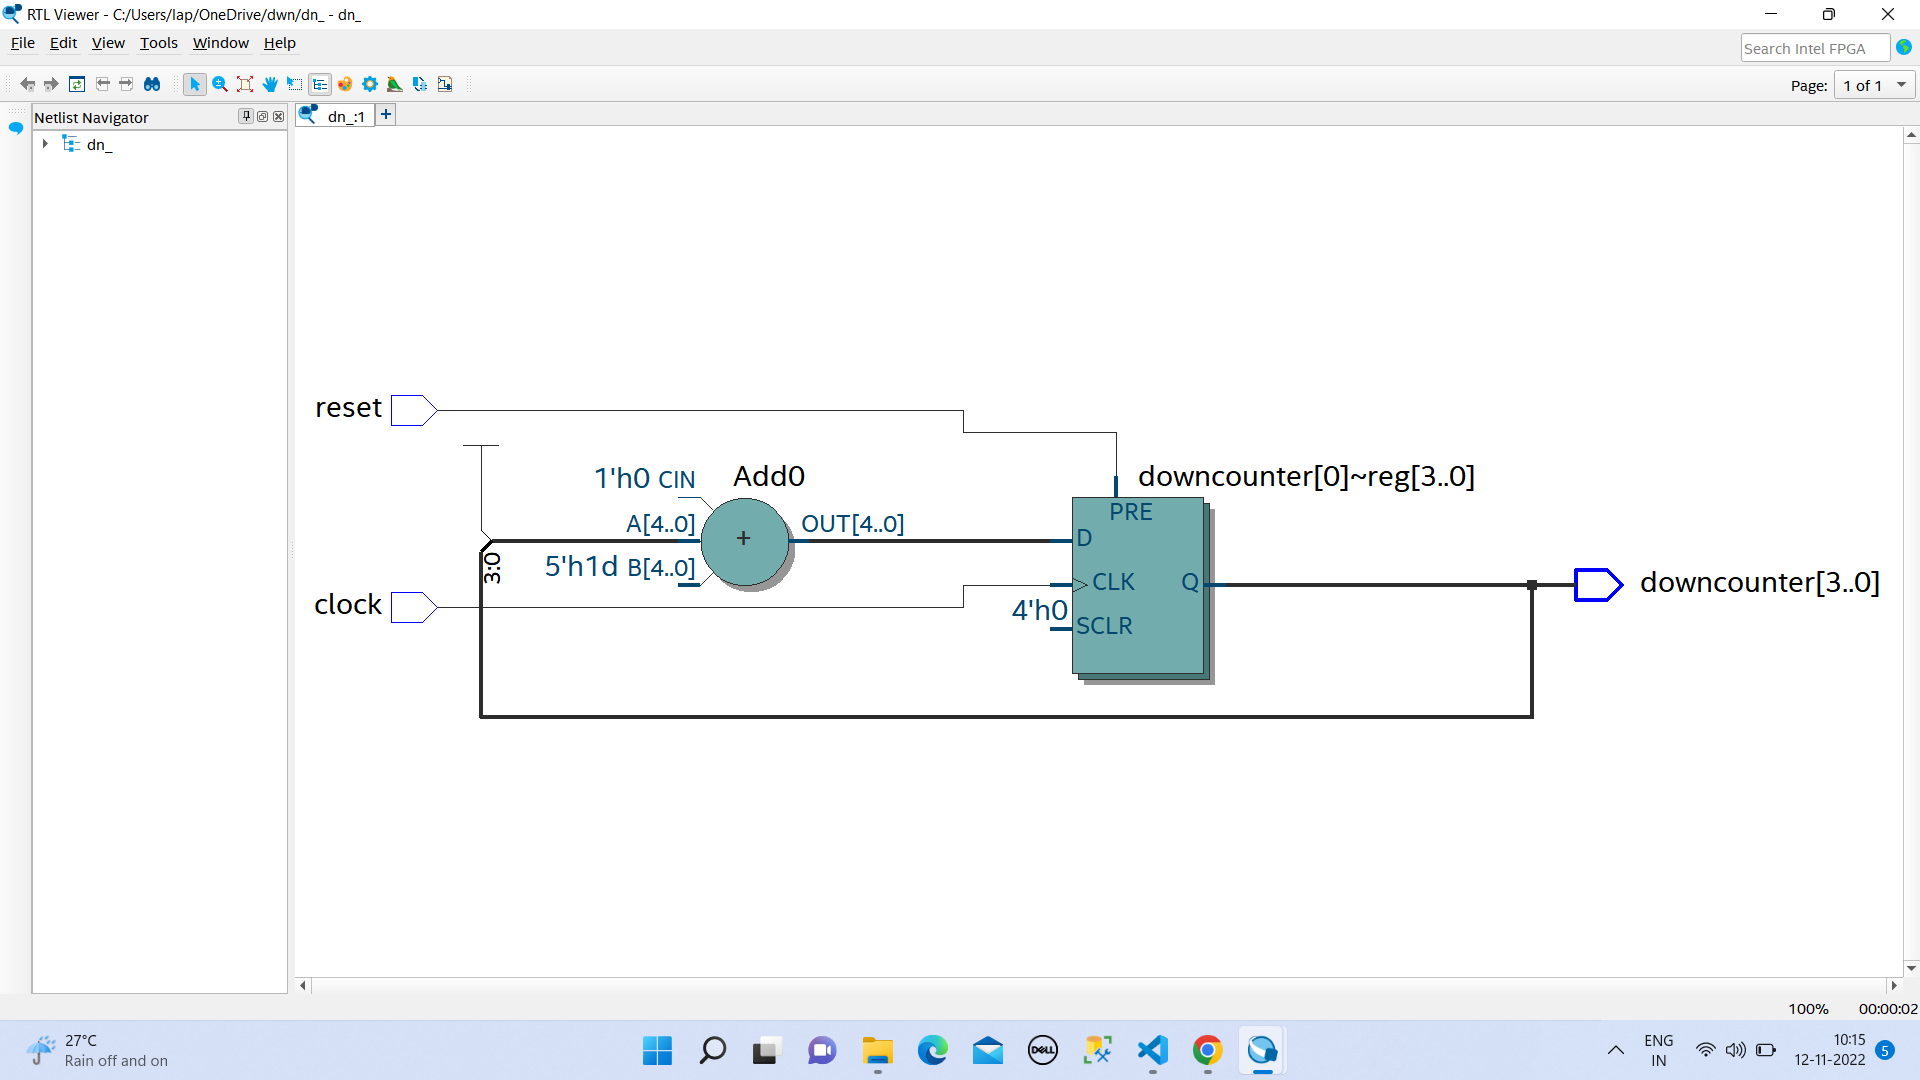 RTL Viewer - C:/Users/lap/OneDrive/dwn/dn_ - dn_
File Edit View Tools Window Help
Search Intel FPGA
Page: 1 of 1
Netlist Navigator
dn_:1
+
dn_
reset
1'h0 CIN
Add0
downcounter[0]~reg[3..0]
PRE
A[4..0]
+
OUT[4..0]
D
5'h1d B[4..0]
3:0
CLK
Q
downcounter[3..0]
clock
4'h0
SCLR
100%
00:00:02
27°C
Rain off and on
DELL
ENG
IN
10:15
12-11-2022
5